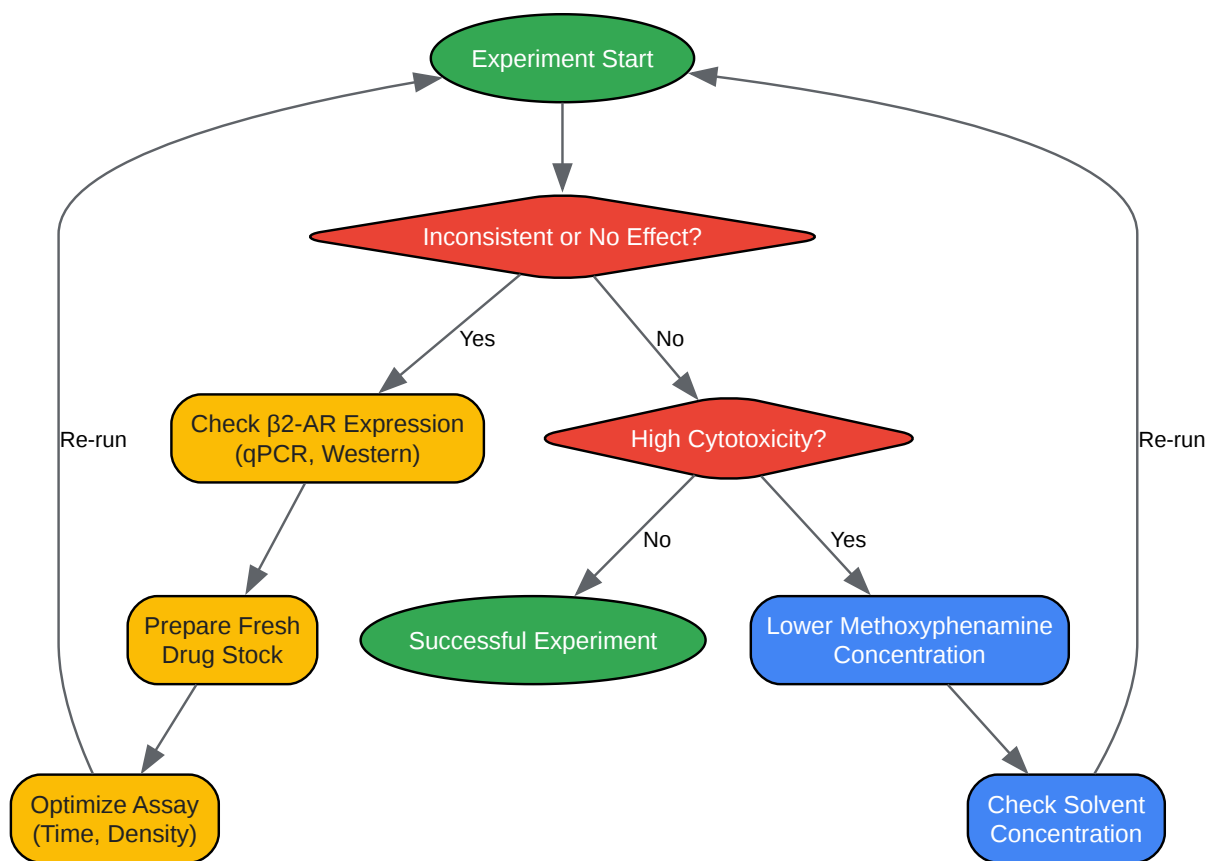 Experiment Start
Inconsistent or No Effect?
Yes
No
Check β2-AR Expression
(qPCR, Western)
High Cytotoxicity?
Re-run
Re-run
No
Yes
Prepare Fresh
Drug Stock
Successful Experiment
Lower Methoxyphenamine
Concentration
Optimize Assay
(Time, Density)
Check Solvent
Concentration